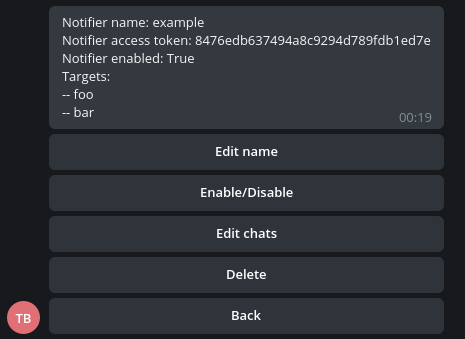 Notifier name: example
Notifier access token: 8476edb637494a8c9294d789fdb1ed7e
Notifier enabled: True
Targets:
-- foo
-- bar
00:19
Edit name
Enable/Disable
Edit chats
Delete
Back
TB